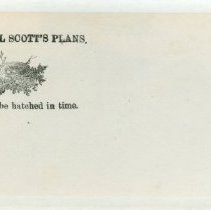 L SCOTT'S PLANS,
be hatched in time.